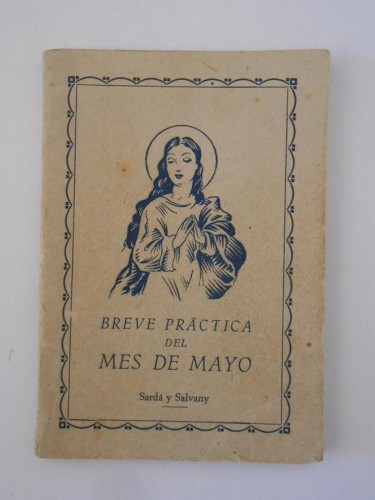 BREVE PRÁCTICA
DEL
MES DE MAYO
Sardá y Salvany